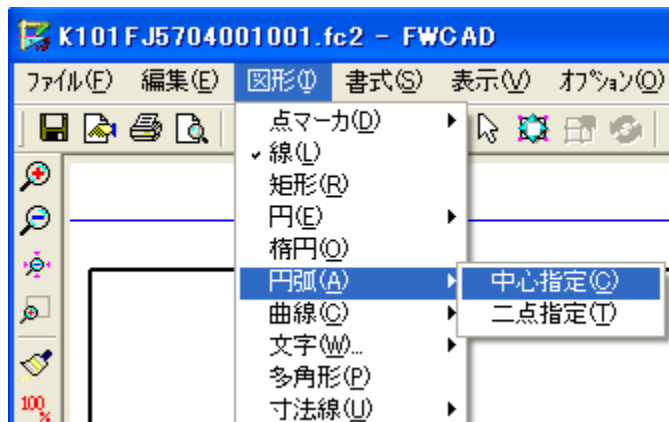 K101FJ5704001001.fc2 - FWCAD
ファイル(F) 編集(E) 図形(I) 書式(S) 表示(V) オプション(O)
点マーカ(D)
線(L)
矩形(R)
円(E)
楕円(O)
円弧(A)
中心指定(C)
曲線(C)
二点指定(T)
文字(W)...
多角形(P)
寸法線(U)
100%